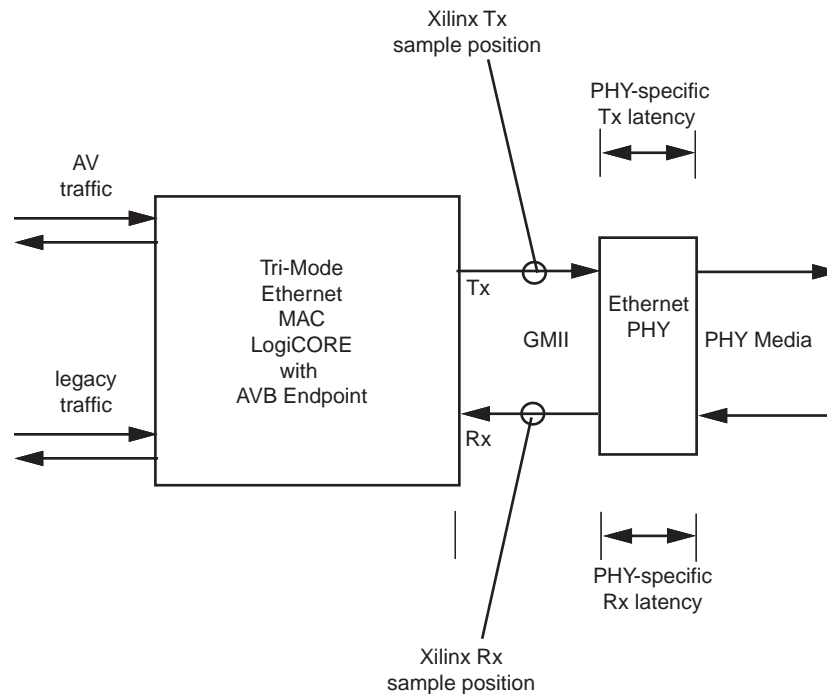 Xilinx Tx
sample position
PHY-specific
Tx latency
AV
traffic
Tri-Mode
Ethernet
MAC
LogiCORE
with
AVB Endpoint
Tx
Ethernet
PHY
GMII
PHY Media
legacy
traffic
Rx
PHY-specific
Rx latency
Xilinx Rx
sample position